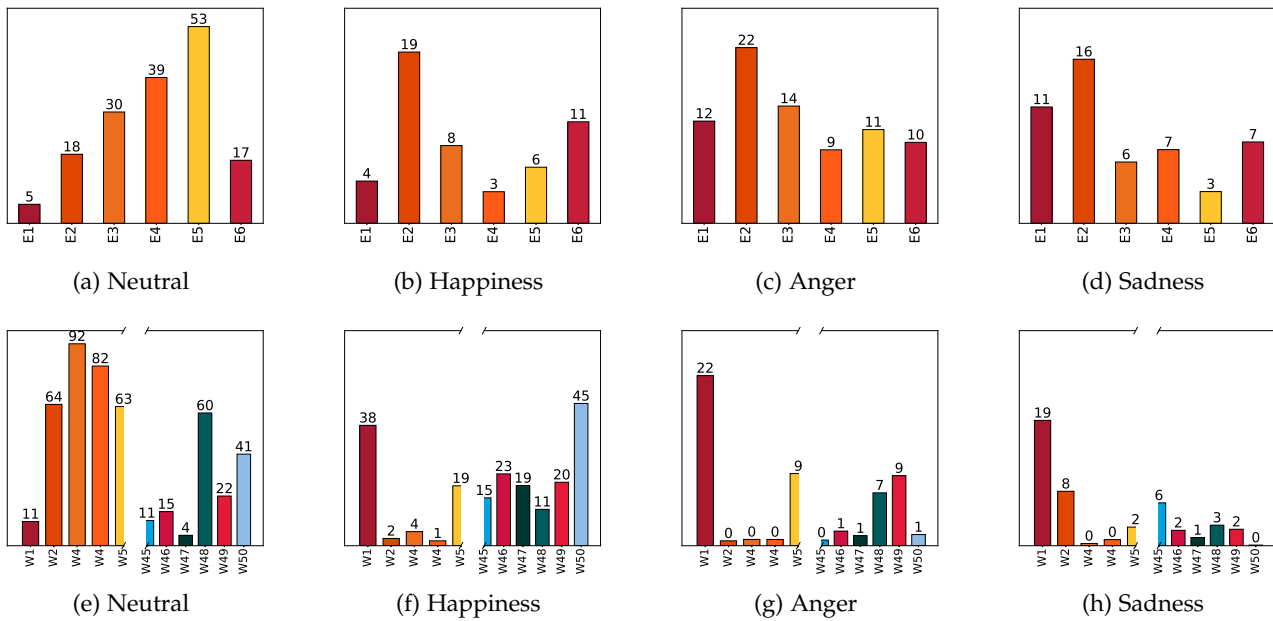 5 18 30 39 53 17
E1 E2 E3 E4 E5 E6
(a) Neutral
4 19 8 3 6 11
E1 E2 E3 E4 E5 E6
(b) Happiness
12 22 14 9 11 10
E1 E2 E3 E4 E5 E6
(c) Anger
11 16 6 7 3 7
E1 E2 E3 E4 E5 E6
(d) Sadness
11 64 92 82 63 11 15 4 60 22 41
W1 W2 W4 W4 W5 W45 W46 W47 W48 W49 W50
(e) Neutral
38 2 4 1 19 15 23 19 11 20 45
W1 W2 W4 W4 W5 W45 W46 W47 W48 W49 W50
(f) Happiness
22 0 0 0 9 0 1 1 7 9 1
W1 W2 W4 W4 W5 W45 W46 W47 W48 W49 W50
(g) Anger
19 8 0 0 2 6 2 1 3 2 0
W1 W2 W4 W4 W5 W45 W46 W47 W48 W49 W50
(h) Sadness